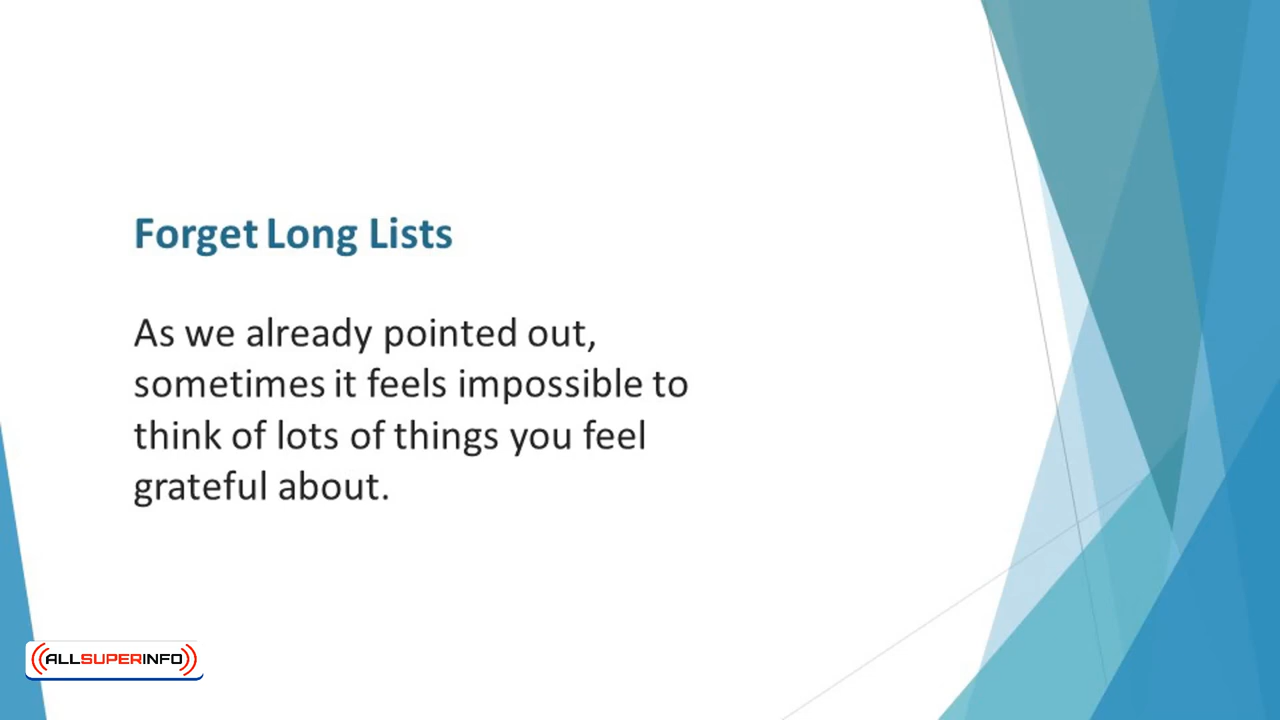 Forget Long Lists
As we already pointed out,
sometimes it feels impossible to
think of lots of things you feel
grateful about.
ALLSUPERINFO